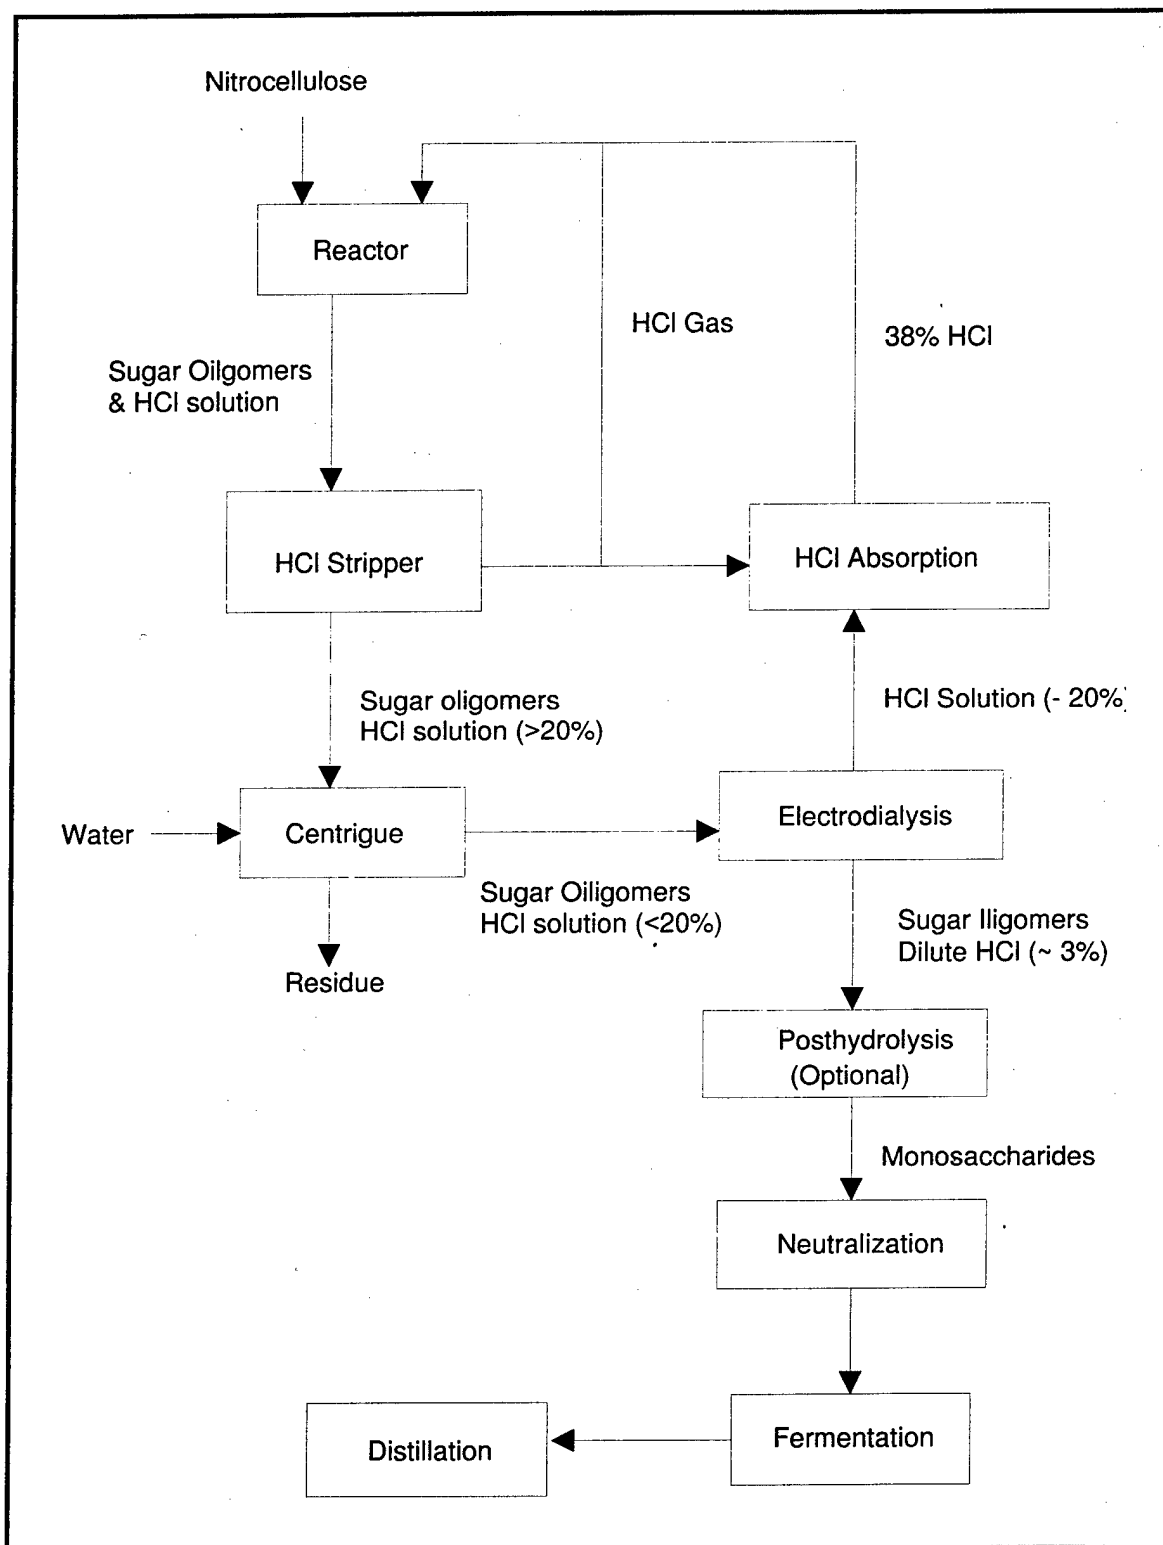 Nitrocellulose
Reactor
HCl Gas
38% HCl
Sugar Oilgomers
& HCl solution
HCl Stripper
HCl Absorption
Sugar oligomers
HCl solution (>20%)
HCl Solution (- 20%)
Water
Centrigue
Electrodialysis
Sugar Oiligomers
HCl solution (<20%)
Sugar Iligomers
Dilute HCl (~ 3%)
Residue
Posthydrolysis
(Optional)
Monosaccharides
Neutralization
Fermentation
Distillation